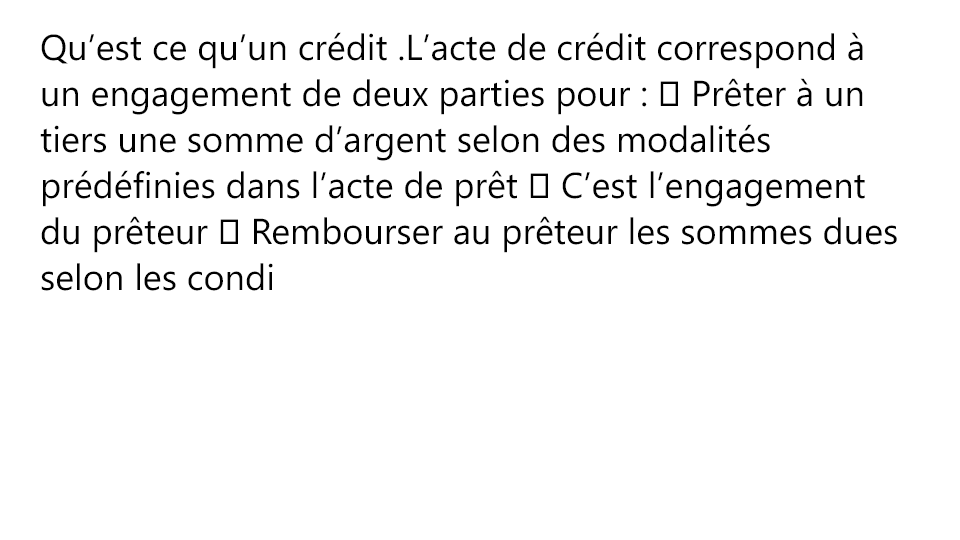 Qu’est ce qu’un crédit .L’acte de crédit correspond à
un engagement de deux parties pour :  Prêter à un
tiers une somme d’argent selon des modalités
prédéfinies dans l’acte de prêt  C’est l’engagement
du prêteur  Rembourser au prêteur les sommes dues
selon les condi